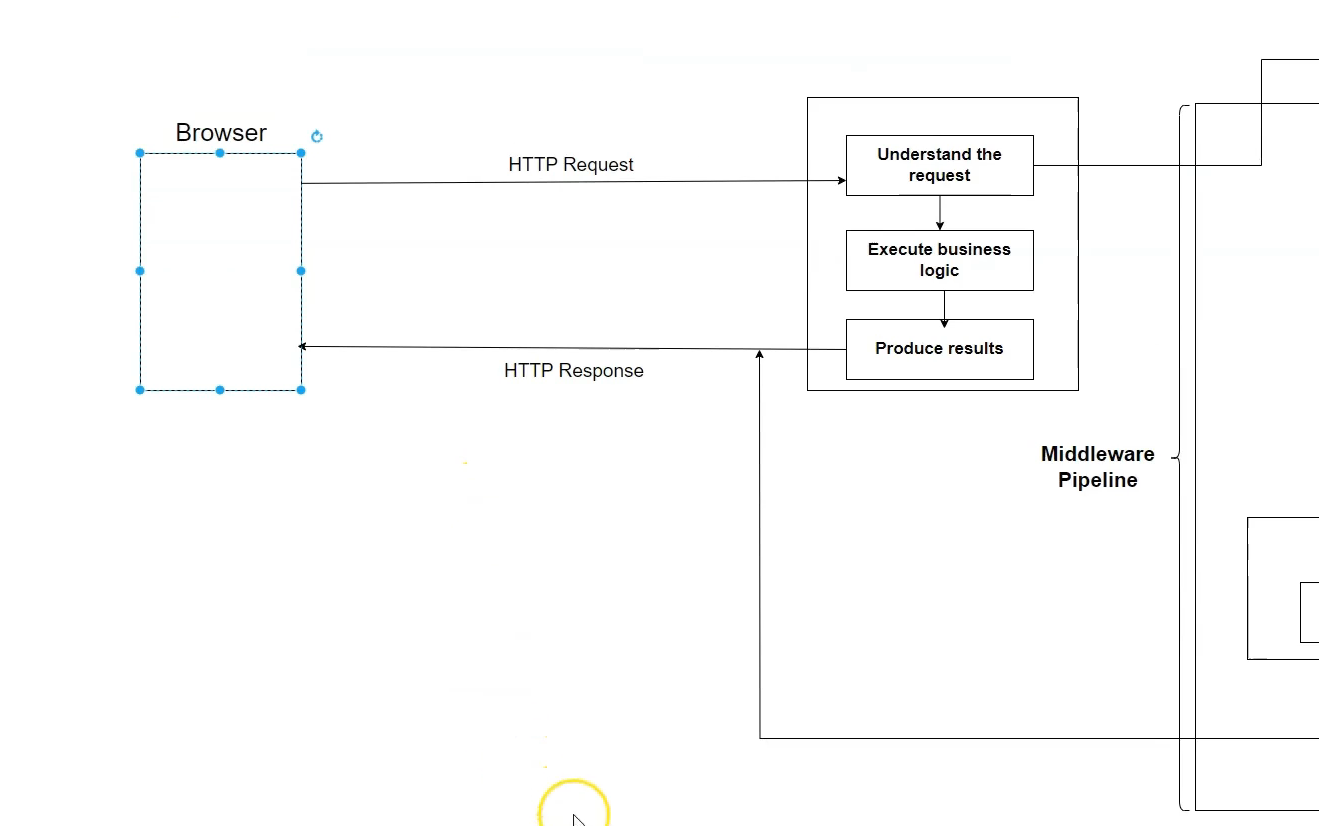 Browser
HTTP Request
Understand the
request
Execute business
logic
Produce results
HTTP Response
Middleware
Pipeline